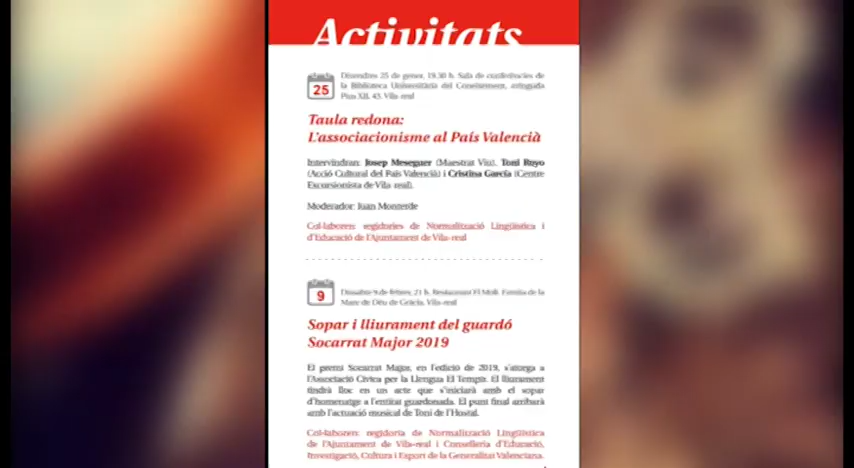 Activitats
25
Divendres 25 de gener, 19.30 h. Sala de conferències de
la Biblioteca Universitària del Coneixement, avinguda
Pius XII, 43. Vila-real
Taula redona:
L'associacionisme al País Valencià
Intervindran: Josep Meseguer (Maestrat Viu), Toni Royo
(Acció Cultural del País Valencià) i Cristina García (Centre
Excursionista de Vila-real).
Moderador: Juan Monterde
Col·laboren: regidories de Normalització Lingüística i
d'Educació de l'Ajuntament de Vila-real
9
Dissabte 9 de febrer, 21 h. Restaurant El Molí. Ermita de la
Mare de Déu de Gràcia. Vila-real
Sopar i lliurament del guardó
Socarrat Major 2019
El premi Socarrat Major, en l'edició de 2019, s'atorga a
l'Associació Cívica per la Llengua El Tempir. El lliurament
tindrà lloc en un acte que s'iniciarà amb el sopar
d'homenatge a l'entitat guardonada. El punt final arribarà
amb l'actuació musical de Toni de l'Hostal.
Col·laboren: regidoria de Normalització Lingüística
de l'Ajuntament de Vila-real i Conselleria d'Educació,
Investigació, Cultura i Esport de la Generalitat Valenciana.